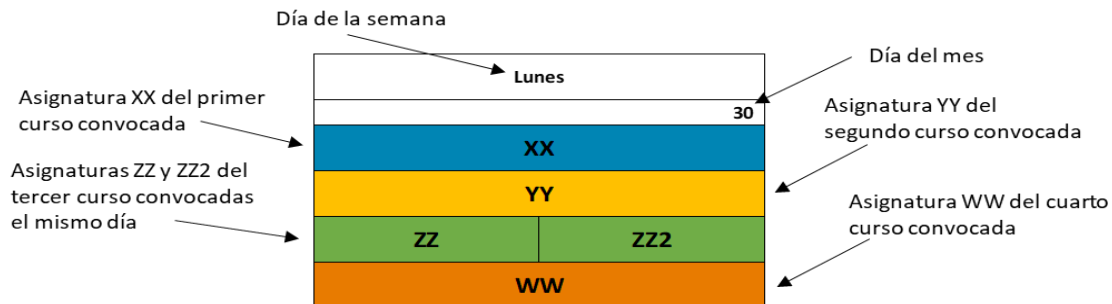 Día de la semana
Lunes
Día del mes
30
Asignatura XX del primer
curso convocada
Asignatura YY del
segundo curso convocada
XX
YY
Asignaturas ZZ y ZZ2 del
tercer curso convocadas
el mismo día
ZZ
ZZ2
Asignatura WW del cuarto
curso convocada
WW